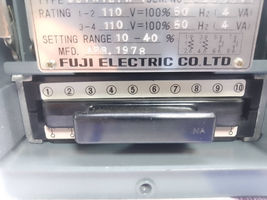 RATING 1-2 110 V=100% 50 Hz (4 VA)
3-4 110 V=100% 50 Hz (4 VA)
SETTING RANGE 10-40 %
MFD. APR. 1978
FUJI ELECTRIC CO.LTD
① ② ③ ④ ⑤ ⑥ ⑦ ⑧ ⑨ ⑩